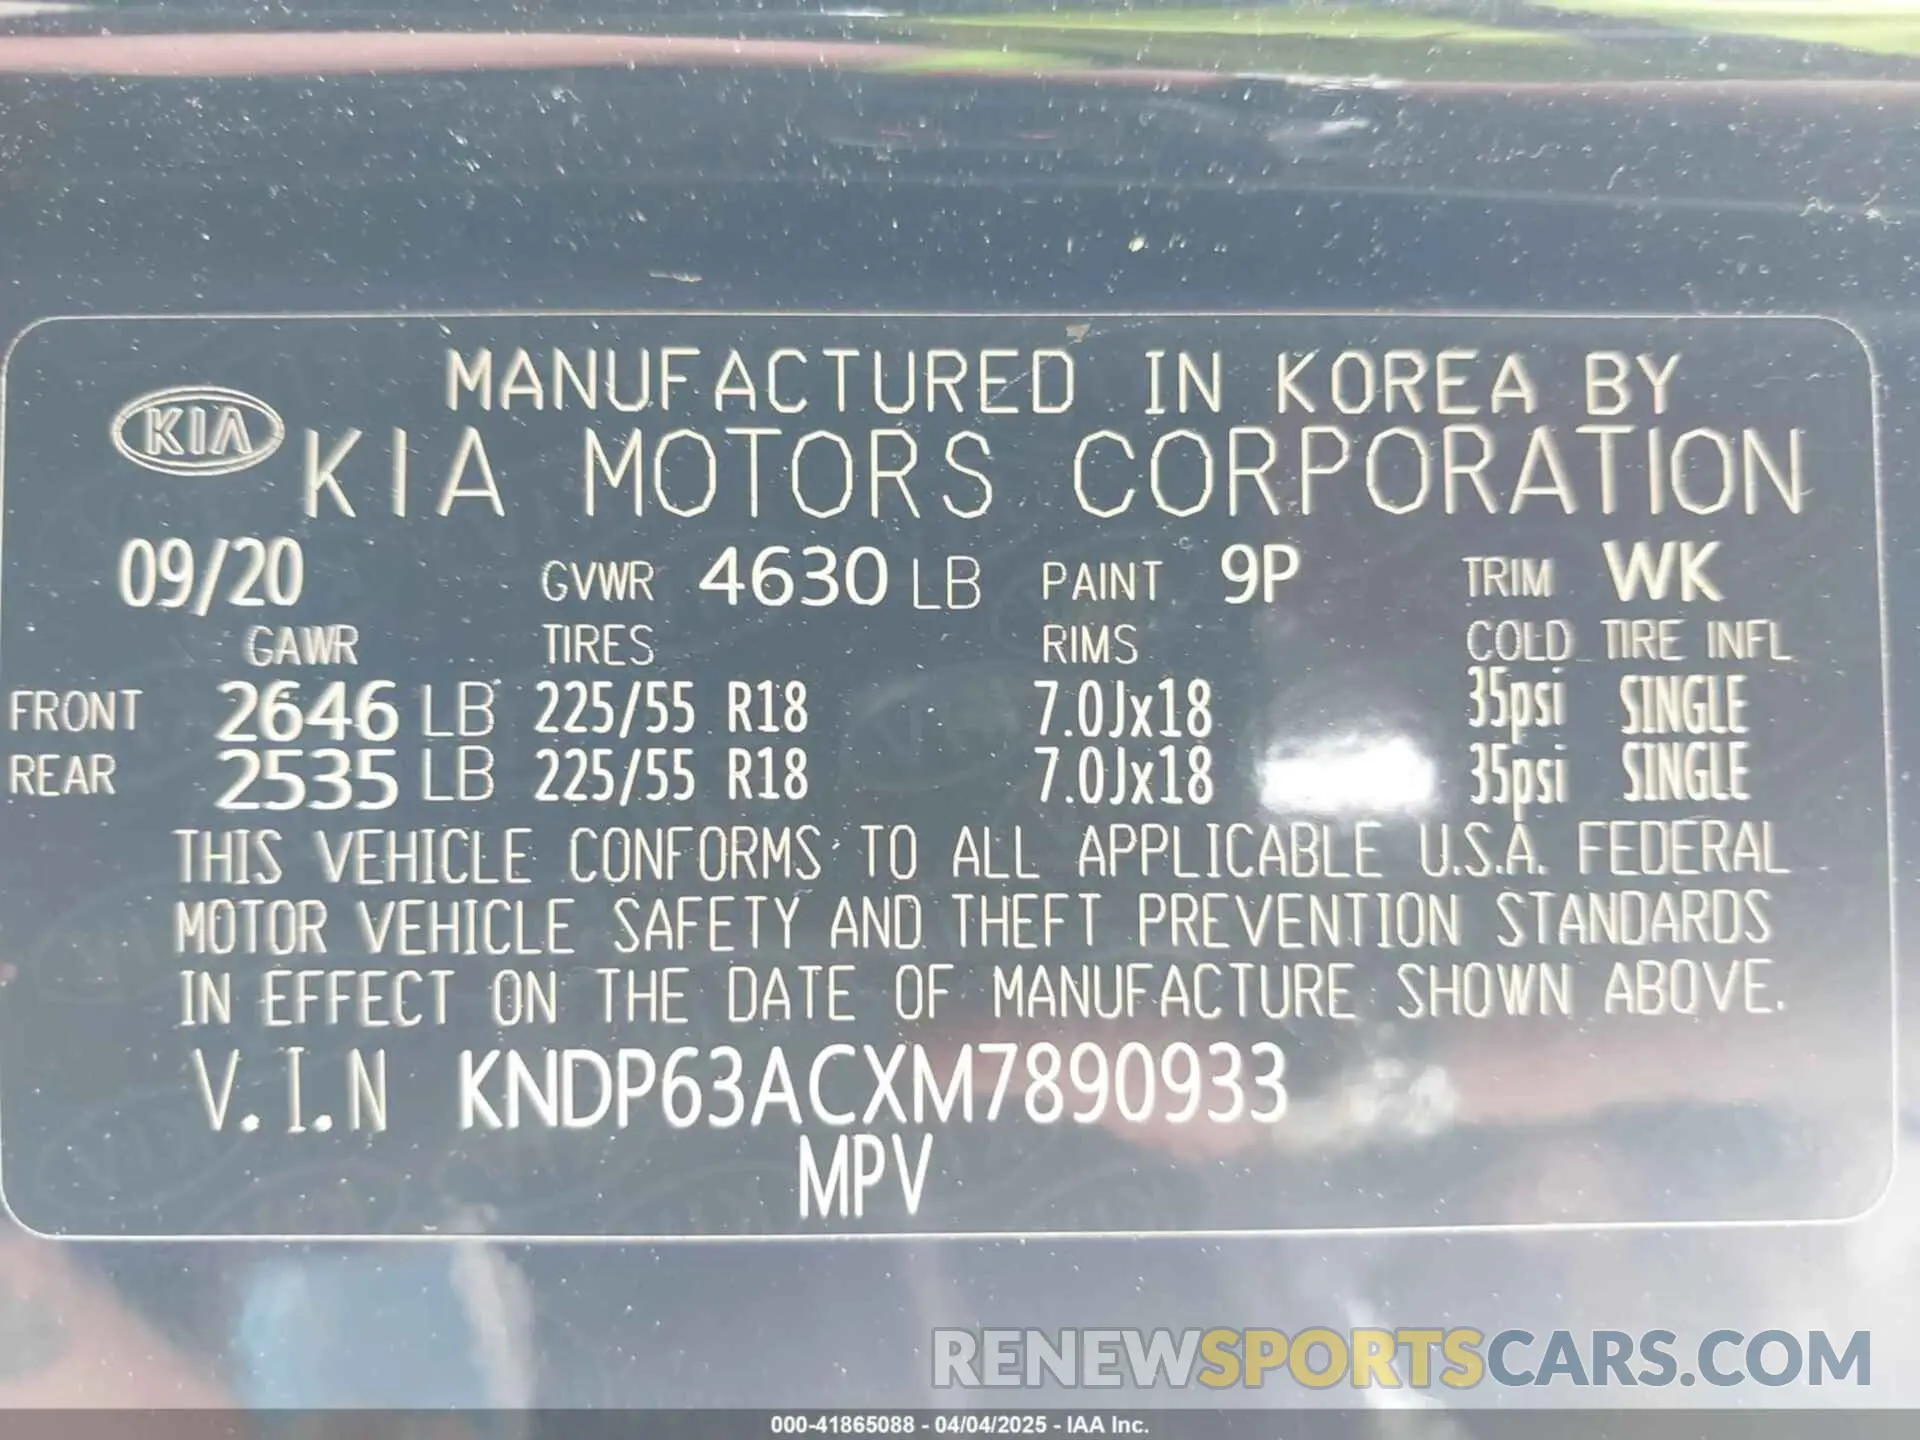 MANUFACTURED IN KOREA BY
KIA KIA MOTORS CORPORATION
09/20 GVWR 4630 LB PAINT 9P TRIM WK
GAWR TIRES RIMS COLD TIRE INFL
FRONT 2646 LB 225/55 R18 7.0Jx18 35psi SINGLE
REAR 2535 LB 225/55 R18 7.0Jx18 35psi SINGLE
THIS VEHICLE CONFORMS TO ALL APPLICABLE U.S.A. FEDERAL
MOTOR VEHICLE SAFETY AND THEFT PREVENTION STANDARDS
IN EFFECT ON THE DATE OF MANUFACTURE SHOWN ABOVE.
V.I.N KNDP63ACXM7890933
MPV
RENEWSPORTSCARS.COM
000-41865088 - 04/04/2025 - IAA Inc.